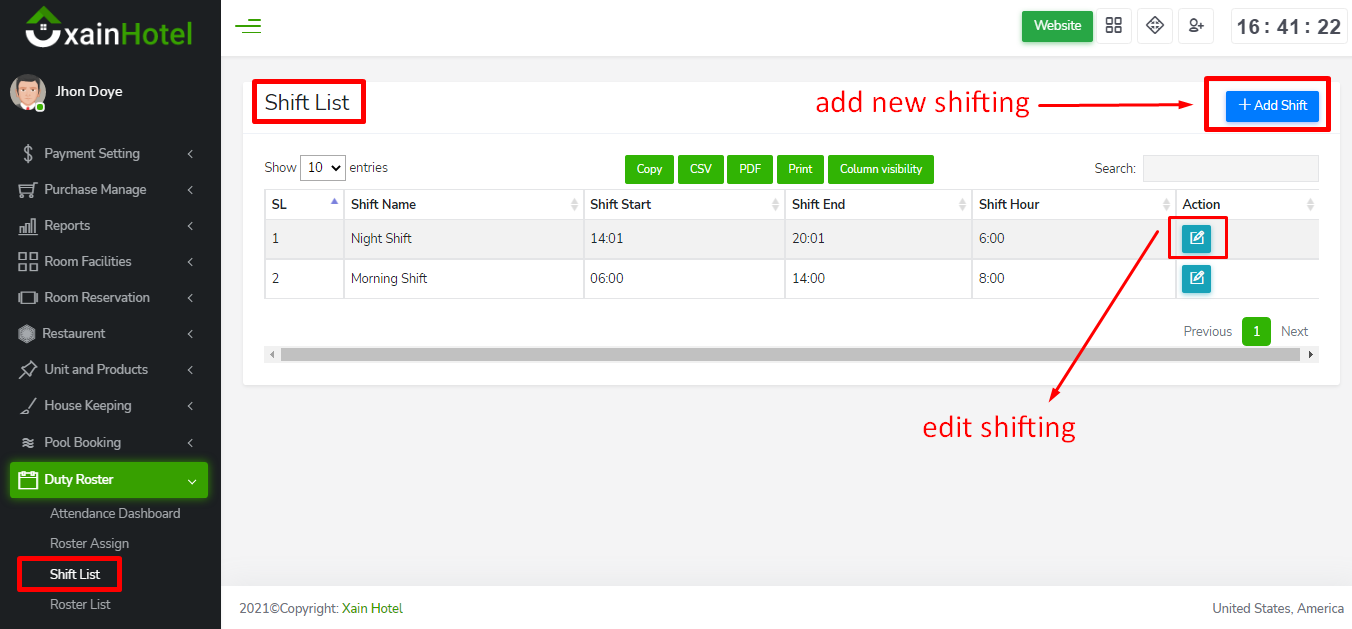 xainHotel
Website
16 : 41 : 22
Jhon Doye
Payment Setting
Purchase Manage
Reports
Room Facilities
Room Reservation
Restaurent
Unit and Products
House Keeping
Pool Booking
Duty Roster
Attendance Dashboard
Roster Assign
Shift List
Roster List
Shift List
add new shifting
+ Add Shift
Show 10 entries
Copy CSV PDF Print Column visibility
Search:
SL Shift Name Shift Start Shift End Shift Hour Action
1 Night Shift 14:01 20:01 6:00
2 Morning Shift 06:00 14:00 8:00
Previous 1 Next
edit shifting
2021©Copyright: Xain Hotel
United States, America